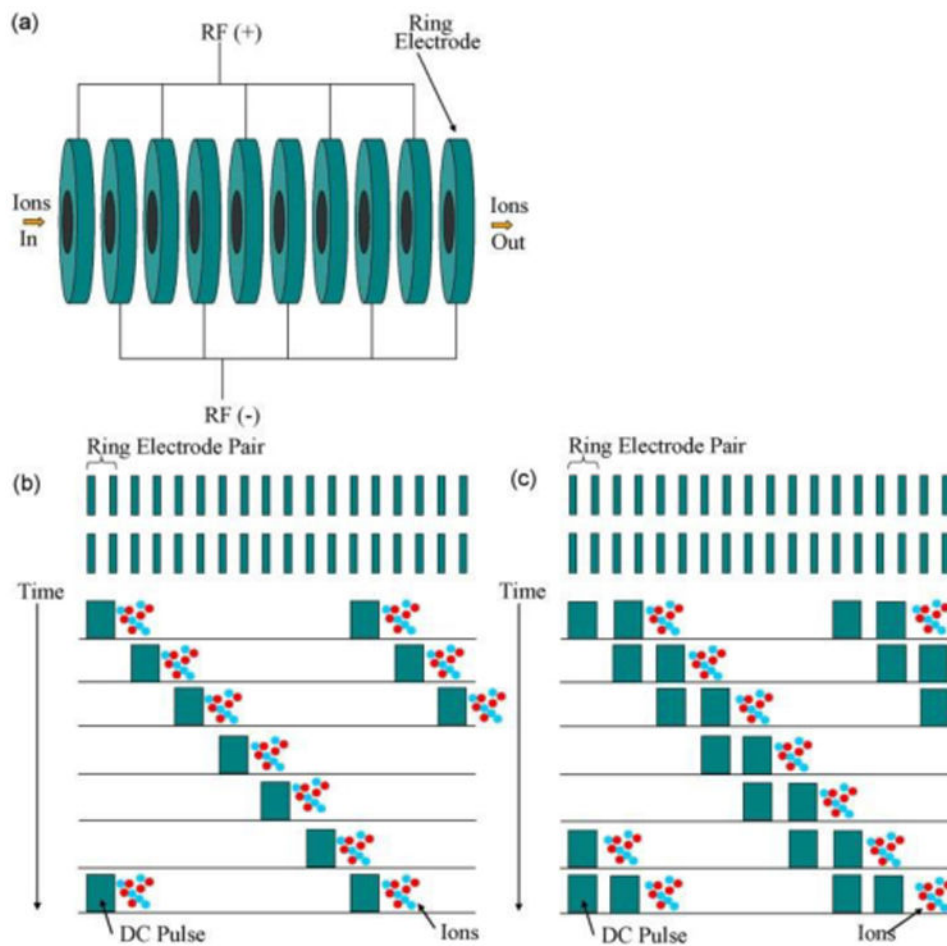 (a)
RF (+)
Ring
Electrode
Ions
In
Ions
Out
RF (-)
Ring Electrode Pair
(b)
Time
DC Pulse
Ions
Ring Electrode Pair
(c)
Time
DC Pulse
Ions